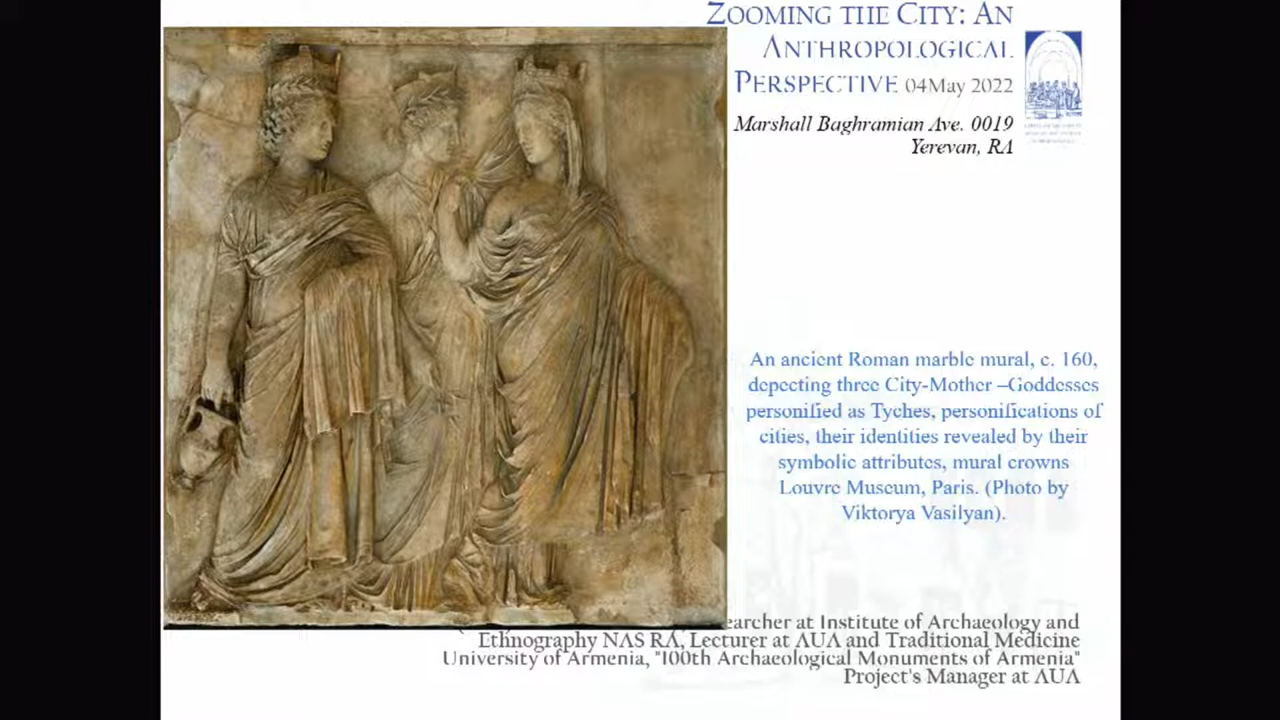 ZOOMING THE CITY: AN
ANTHROPOLOGICAL
PERSPECTIVE 04May 2022
Marshall Baghramian Ave. 0019
Yerevan, RA
An ancient Roman marble mural, c. 160,
depecting three City-Mother –Goddesses
personified as Tyches, personifications of
cities, their identities revealed by their
symbolic attributes, mural crowns
Louvre Museum, Paris. (Photo by
Viktorya Vasilyan).
earcher at Institute of Archaeology and
Ethnography NAS RA, Lecturer at AUA and Traditional Medicine
University of Armenia, "100th Archaeological Monuments of Armenia"
Project's Manager at AUA